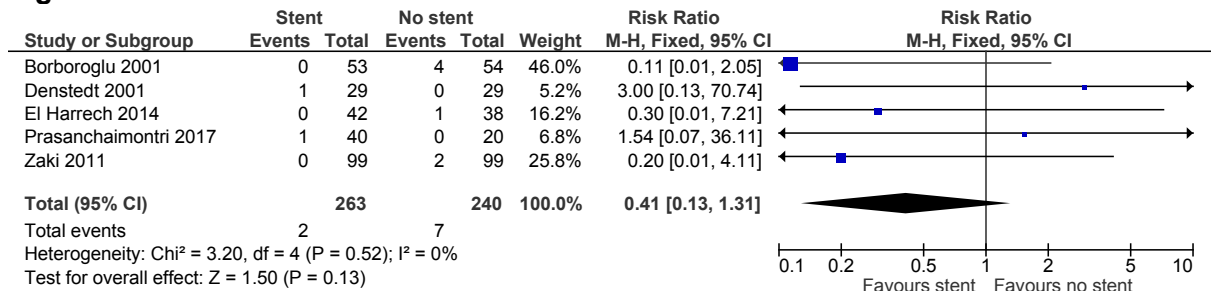 Stent No stent Risk Ratio Risk Ratio
Study or Subgroup Events Total Events Total Weight M-H, Fixed, 95% CI M-H, Fixed, 95% CI
Borboroglu 2001 0 53 4 54 46.0% 0.11 [0.01, 2.05]
Denstedt 2001 1 29 0 29 5.2% 3.00 [0.13, 70.74]
El Harrech 2014 0 42 1 38 16.2% 0.30 [0.01, 7.21]
Prasanchaimontri 2017 1 40 0 20 6.8% 1.54 [0.07, 36.11]
Zaki 2011 0 99 2 99 25.8% 0.20 [0.01, 4.11]
Total (95% CI) 263 240 100.0% 0.41 [0.13, 1.31]
Total events 2 7
Heterogeneity: Chi² = 3.20, df = 4 (P = 0.52); I² = 0%
Test for overall effect: Z = 1.50 (P = 0.13)
0.1 0.2 0.5 1 2 5 10
Favours stent Favours no stent